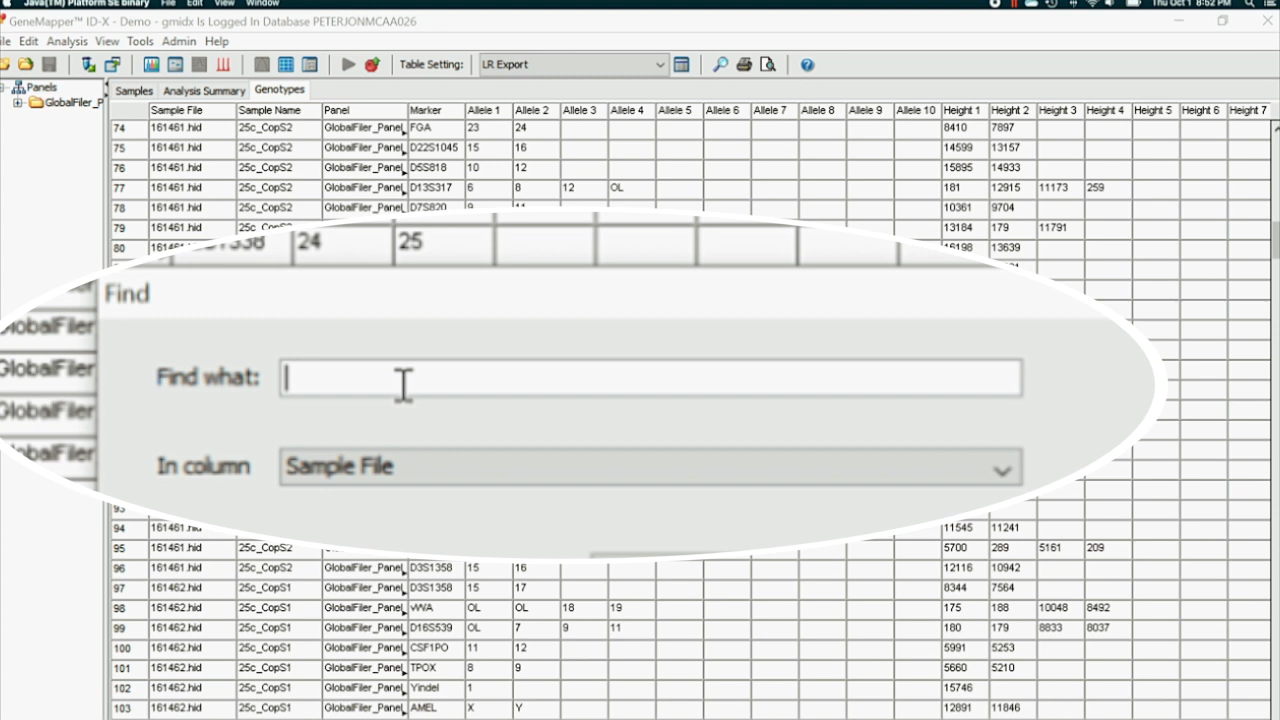 Java(TM) Platform SE binary File Edit View Window Thu Oct 1 8:52 PM
GeneMapper™ ID-X - Demo - gmidx Is Logged In Database PETERJONMCAA026
Edit Analysis View Tools Admin Help
Table Setting: LR Export
Panels
GlobalFiler_P
Samples Analysis Summary Genotypes
Sample File Sample Name Panel Marker Allele 1 Allele 2 Allele 3 Allele 4 Allele 5 Allele 6 Allele 7 Allele 8 Allele 9 Allele 10 Height 1 Height 2 Height 3 Height 4 Height 5 Height 6 Height 7
74 161461.hid 25c_CopS2 GlobalFiler_Panel FGA 23 24 8410 7897
75 161461.hid 25c_CopS2 GlobalFiler_Panel D22S1045 15 16 14599 13157
76 161461.hid 25c_CopS2 GlobalFiler_Panel D5S818 10 12 15895 14933
77 161461.hid 25c_CopS2 GlobalFiler_Panel D13S317 6 8 12 OL 181 12915 11173 259
78 161461.hid 25c_CopS2 GlobalFiler_Panel D7S820 10361 9704
79 161461.hid 13184 179 11791
80 16198 13639
24 25
Find
GlobalFiler
Find what:
GlobalFiler
GlobalFiler
GlobalFiler
In column Sample File
94 161461.hid 11545 11241
95 161461.hid 25c_CopS2 5700 289 5161 209
96 161461.hid 25c_CopS2 GlobalFiler_Panel D3S1358 15 16 12116 10942
97 161462.hid 25c_CopS1 GlobalFiler_Panel D3S1358 15 17 8344 7564
98 161462.hid 25c_CopS1 GlobalFiler_Panel vWA OL OL 18 19 175 188 10048 8492
99 161462.hid 25c_CopS1 GlobalFiler_Panel D16S539 OL 7 9 11 180 179 8833 8037
100 161462.hid 25c_CopS1 GlobalFiler_Panel CSF1PO 11 12 5991 5253
101 161462.hid 25c_CopS1 GlobalFiler_Panel TPOX 8 9 5660 5210
102 161462.hid 25c_CopS1 GlobalFiler_Panel Yindel 1 15746
103 161462.hid 25c_CopS1 GlobalFiler_Panel AMEL X Y 12891 11846